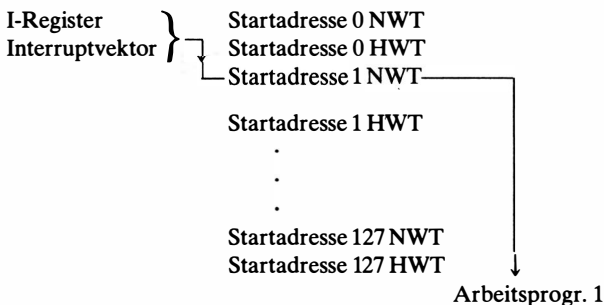 I-Register
Interruptvektor
Startadresse 0 NWT
Startadresse 0 HWT
Startadresse 1 NWT
Startadresse 1 HWT
.
.
.
Startadresse 127 NWT
Startadresse 127 HWT
Arbeitsprogr. 1